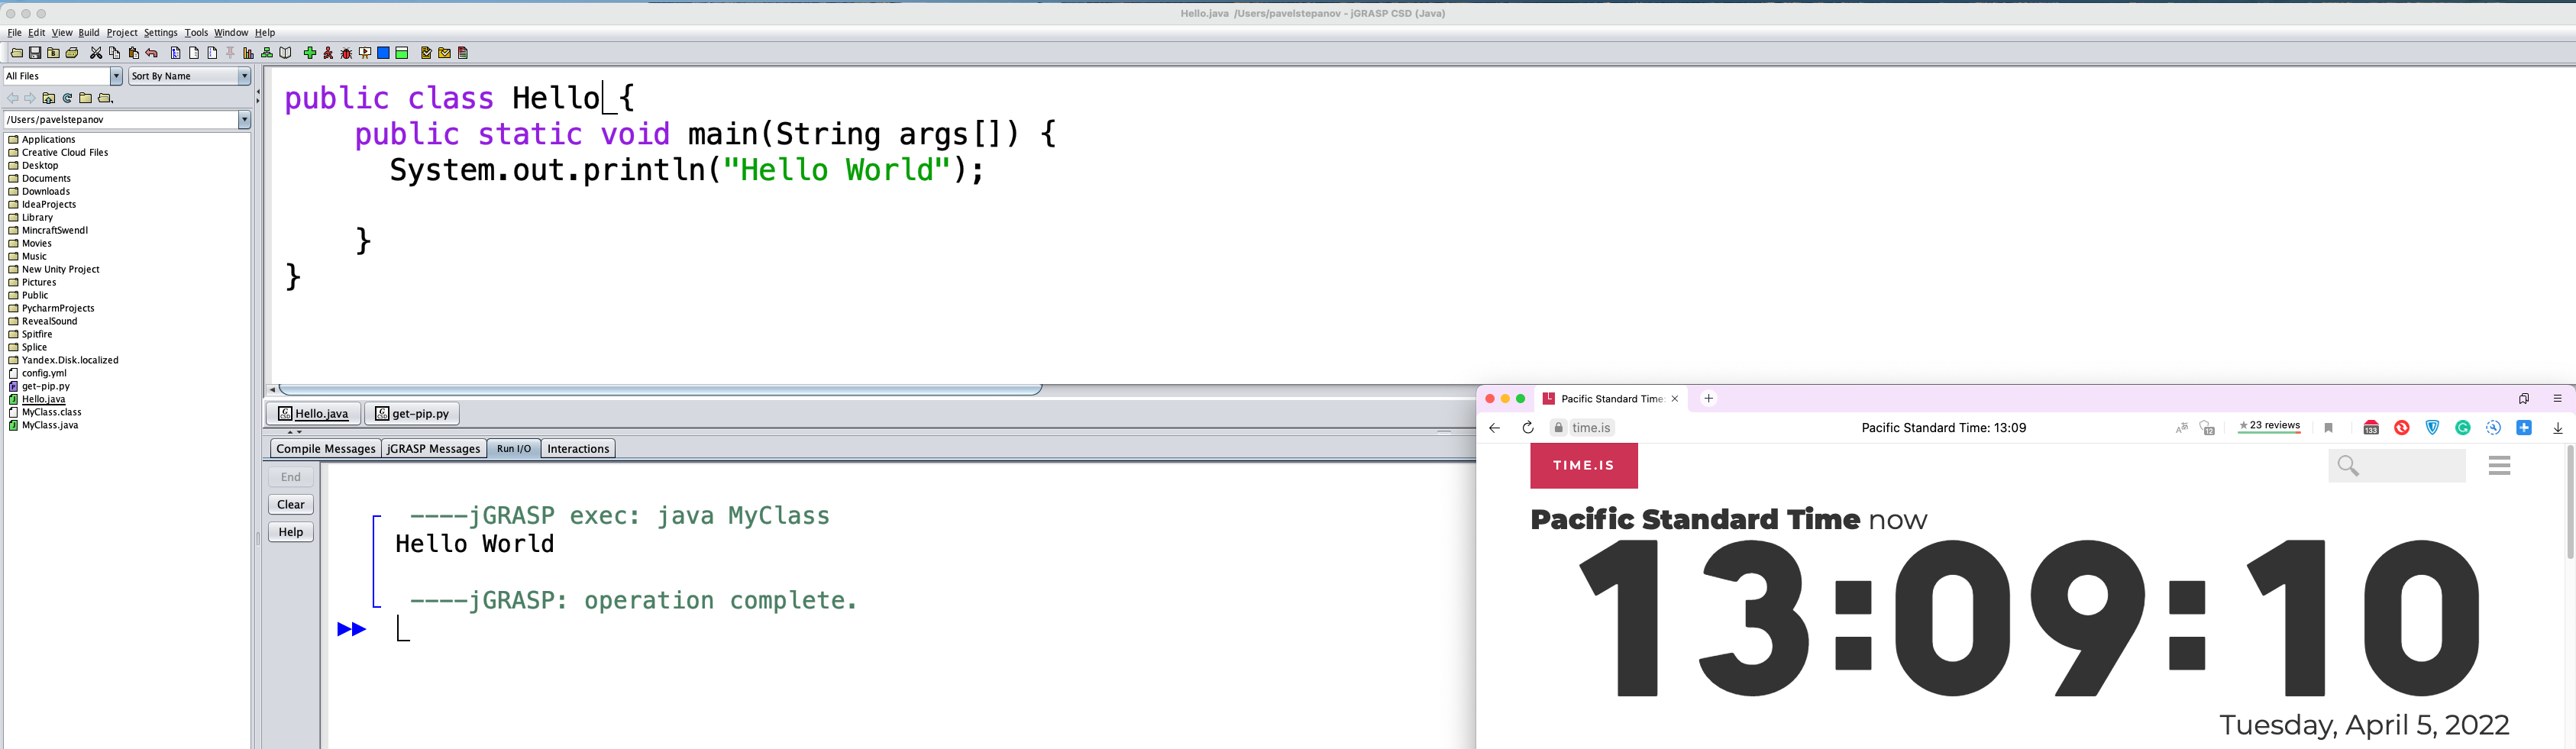 Hello.java /Users/pavelstepanov - jGRASP CSD (Java)
File Edit View Build Project Settings Tools Window Help
All Files Sort By Name
/Users/pavelstepanov
Applications
Creative Cloud Files
Desktop
Documents
Downloads
IdeaProjects
Library
MincraftSwendl
Movies
Music
New Unity Project
Pictures
Public
PycharmProjects
RevealSound
Spitfire
Splice
Yandex.Disk.localized
config.yml
get-pip.py
Hello.java
MyClass.class
MyClass.java
public class Hello {
public static void main(String args[]) {
System.out.println("Hello World");
}
}
Hello.java get-pip.py
Compile Messages jGRASP Messages Run I/O Interactions
End
Clear
Help
----jGRASP exec: java MyClass
Hello World
----jGRASP: operation complete.
Pacific Standard Time:
time.is Pacific Standard Time: 13:09 12 23 reviews 133
TIME.IS
Pacific Standard Time now
13:09:10
Tuesday, April 5, 2022